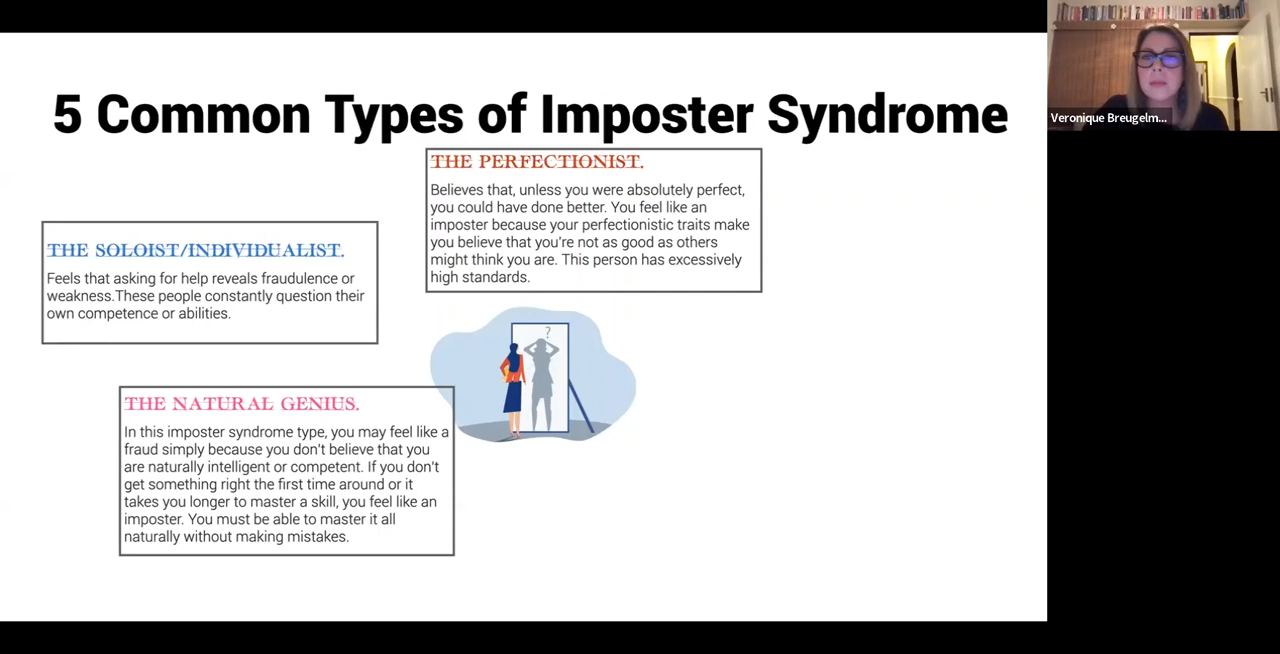 5 Common Types of Imposter Syndrome
THE PERFECTIONIST.
Believes that, unless you were absolutely perfect,
you could have done better. You feel like an
imposter because your perfectionistic traits make
you believe that you're not as good as others
might think you are. This person has excessively
high standards.
THE SOLOIST/INDIVIDUALIST.
Feels that asking for help reveals fraudulence or
weakness.These people constantly question their
own competence or abilities.
?
THE NATURAL GENIUS.
In this imposter syndrome type, you may feel like a
fraud simply because you don't believe that you
are naturally intelligent or competent. If you don't
get something right the first time around or it
takes you longer to master a skill, you feel like an
imposter. You must be able to master it all
naturally without making mistakes.
Veronique Breugelm...